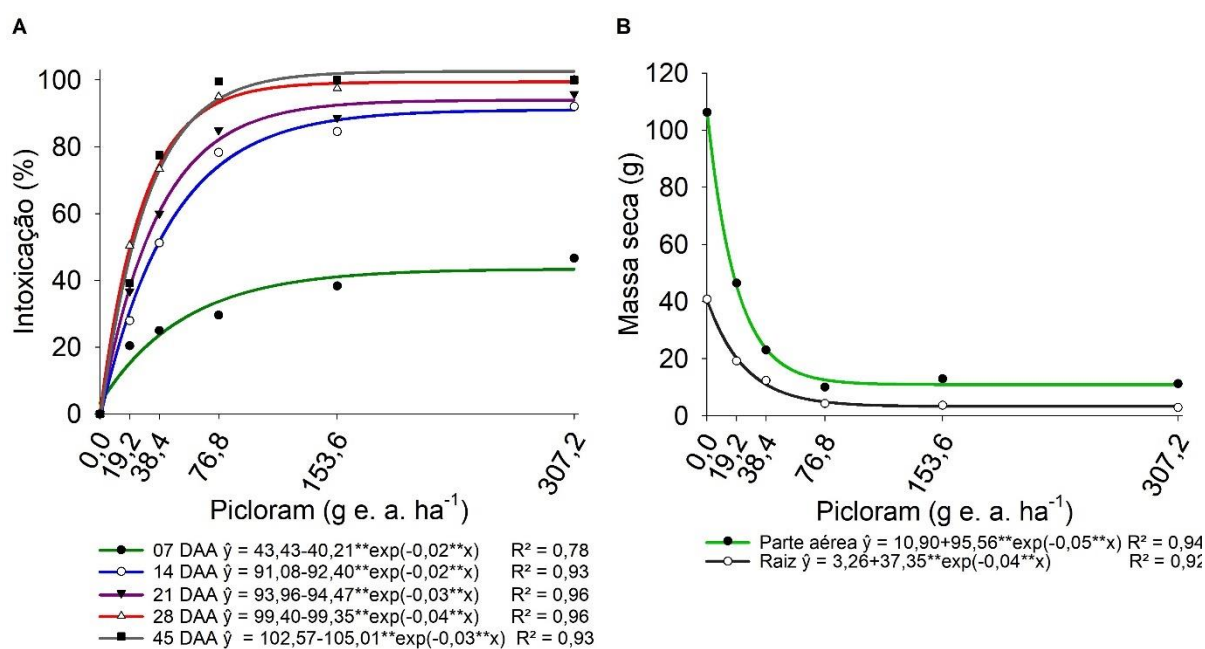 A
Intoxicação (%)
100
80
60
40
20
0
0,0
19,2
38,4
76,8
153,6
307,2
Picloram (g e. a. ha⁻¹)
07 DAA ŷ = 43,43-40,21**exp(-0,02**x) R² = 0,78
14 DAA ŷ = 91,08-92,40**exp(-0,02**x) R² = 0,93
21 DAA ŷ = 93,96-94,47**exp(-0,03**x) R² = 0,96
28 DAA ŷ = 99,40-99,35**exp(-0,04**x) R² = 0,96
45 DAA ŷ = 102,57-105,01**exp(-0,03**x) R² = 0,93
B
Massa seca (g)
120
100
80
60
40
20
0
0,0
19,2
38,4
76,8
153,6
307,2
Picloram (g e. a. ha⁻¹)
Parte aérea ŷ = 10,90+95,56**exp(-0,05**x) R² = 0,94
Raiz ŷ = 3,26+37,35**exp(-0,04**x) R² = 0,92